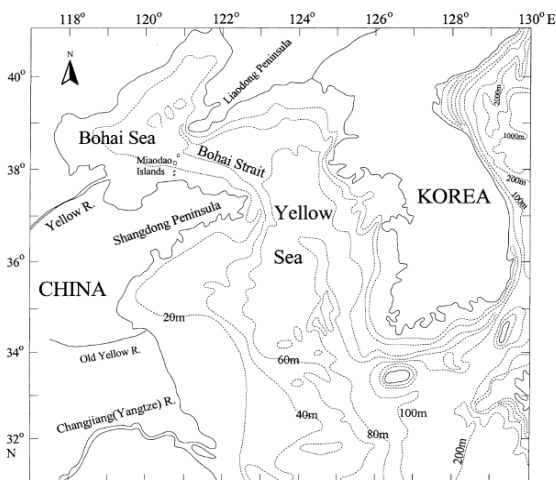 118° 120° 122° 124° 126° 128° 130° E
40°
38°
36°
34°
32°
N
N
Liaodong Peninsula
Bohai Sea
Miaodao
Islands
Bohai Strait
Yellow R.
Shangdong Peninsula
Yellow
Sea
KOREA
CHINA
20m
Old Yellow R.
60m
Changjiang(Yangtze) R.
40m
80m
100m
200m
2000m
1000m
200m
100m